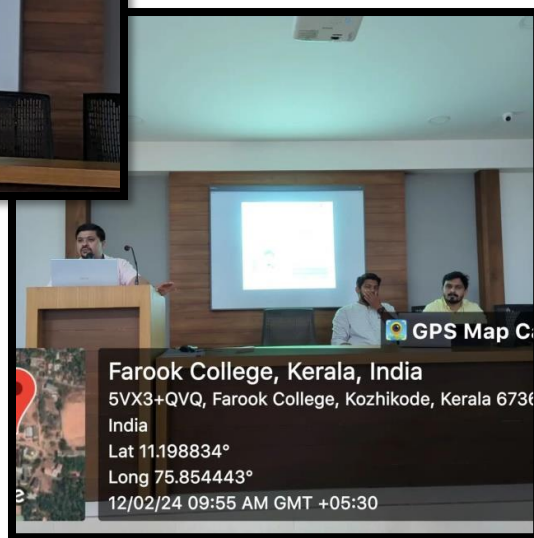 GPS Map Ca
Farook College, Kerala, India
5VX3+QVQ, Farook College, Kozhikode, Kerala 6736
India
Lat 11.198834°
Long 75.854443°
12/02/24 09:55 AM GMT +05:30